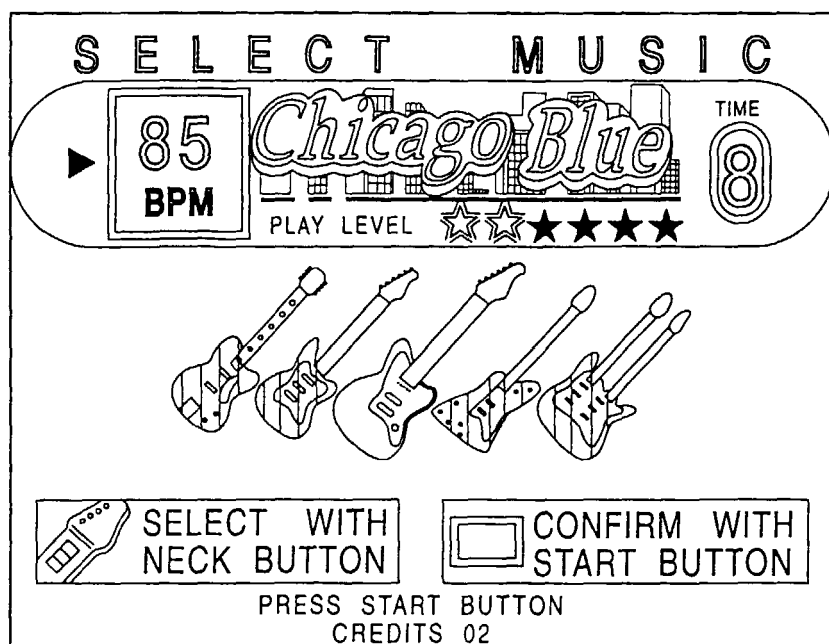 SELECT MUSIC
85
BPM
Chicago Blue
TIME
8
PLAY LEVEL
SELECT WITH
NECK BUTTON
CONFIRM WITH
START BUTTON
PRESS START BUTTON
CREDITS 02